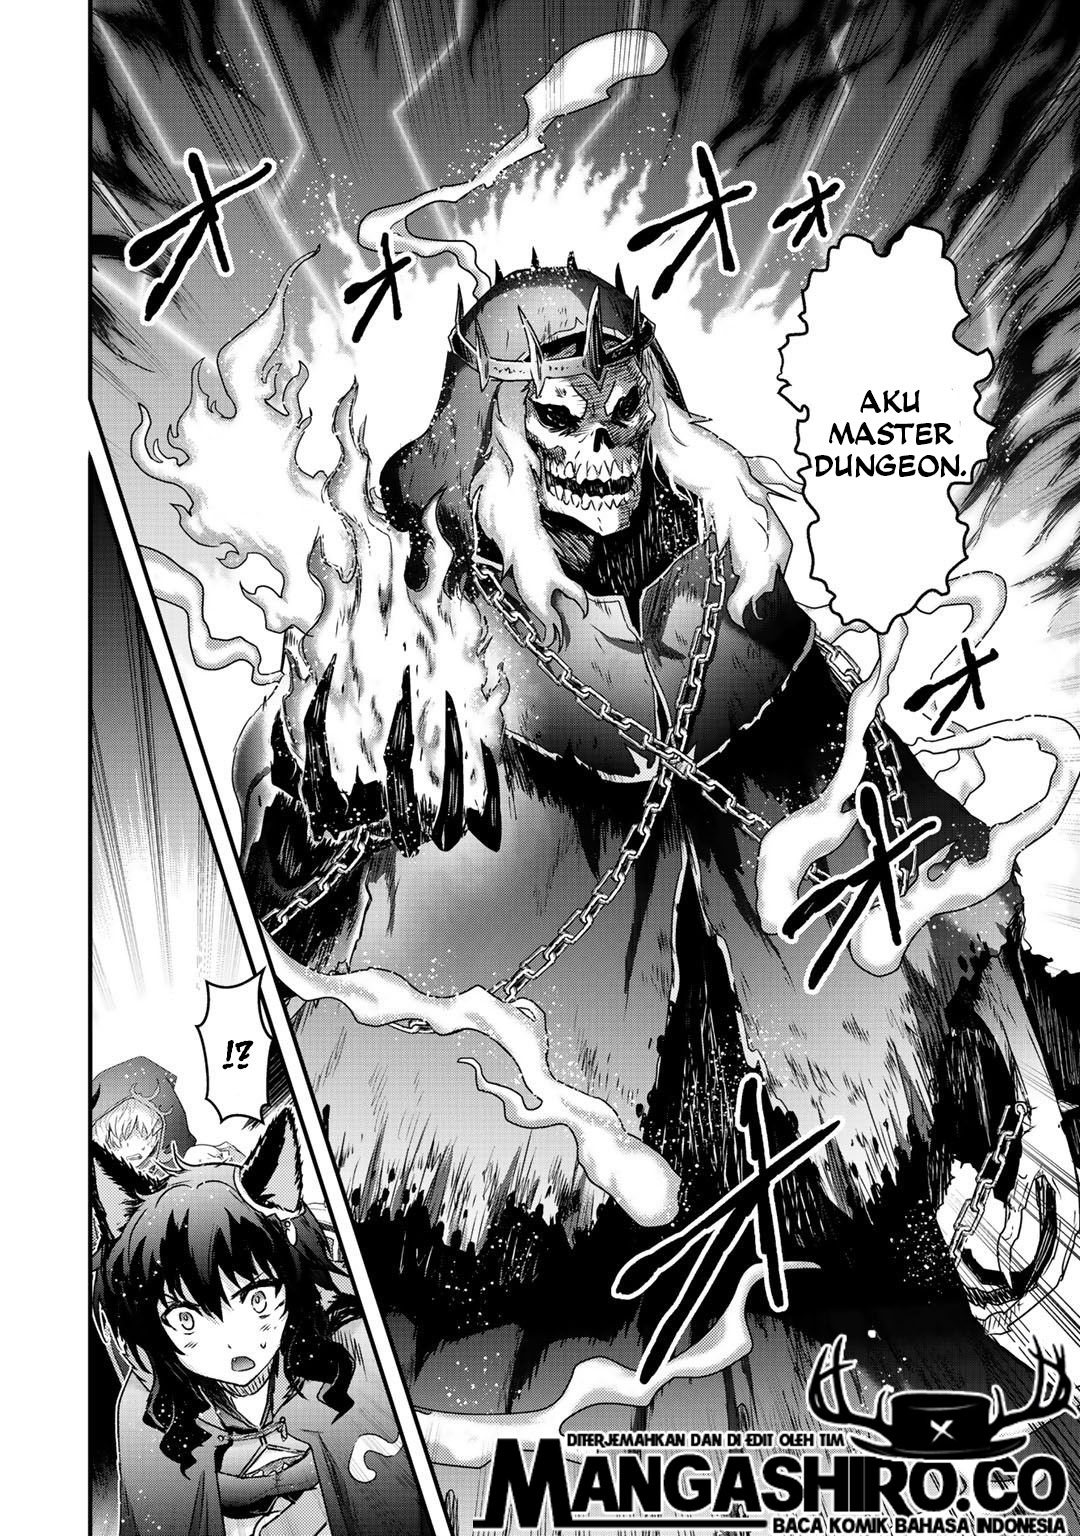 AKU
MASTER
DUNGEON.
オ
オ
オ
オ
オ
オ
オ
!?
DITERJEMAHKAN DAN DI EDIT OLEH TIM
MANGASHIRO.CO
BACA KOMIK BAHASA INDONESIA